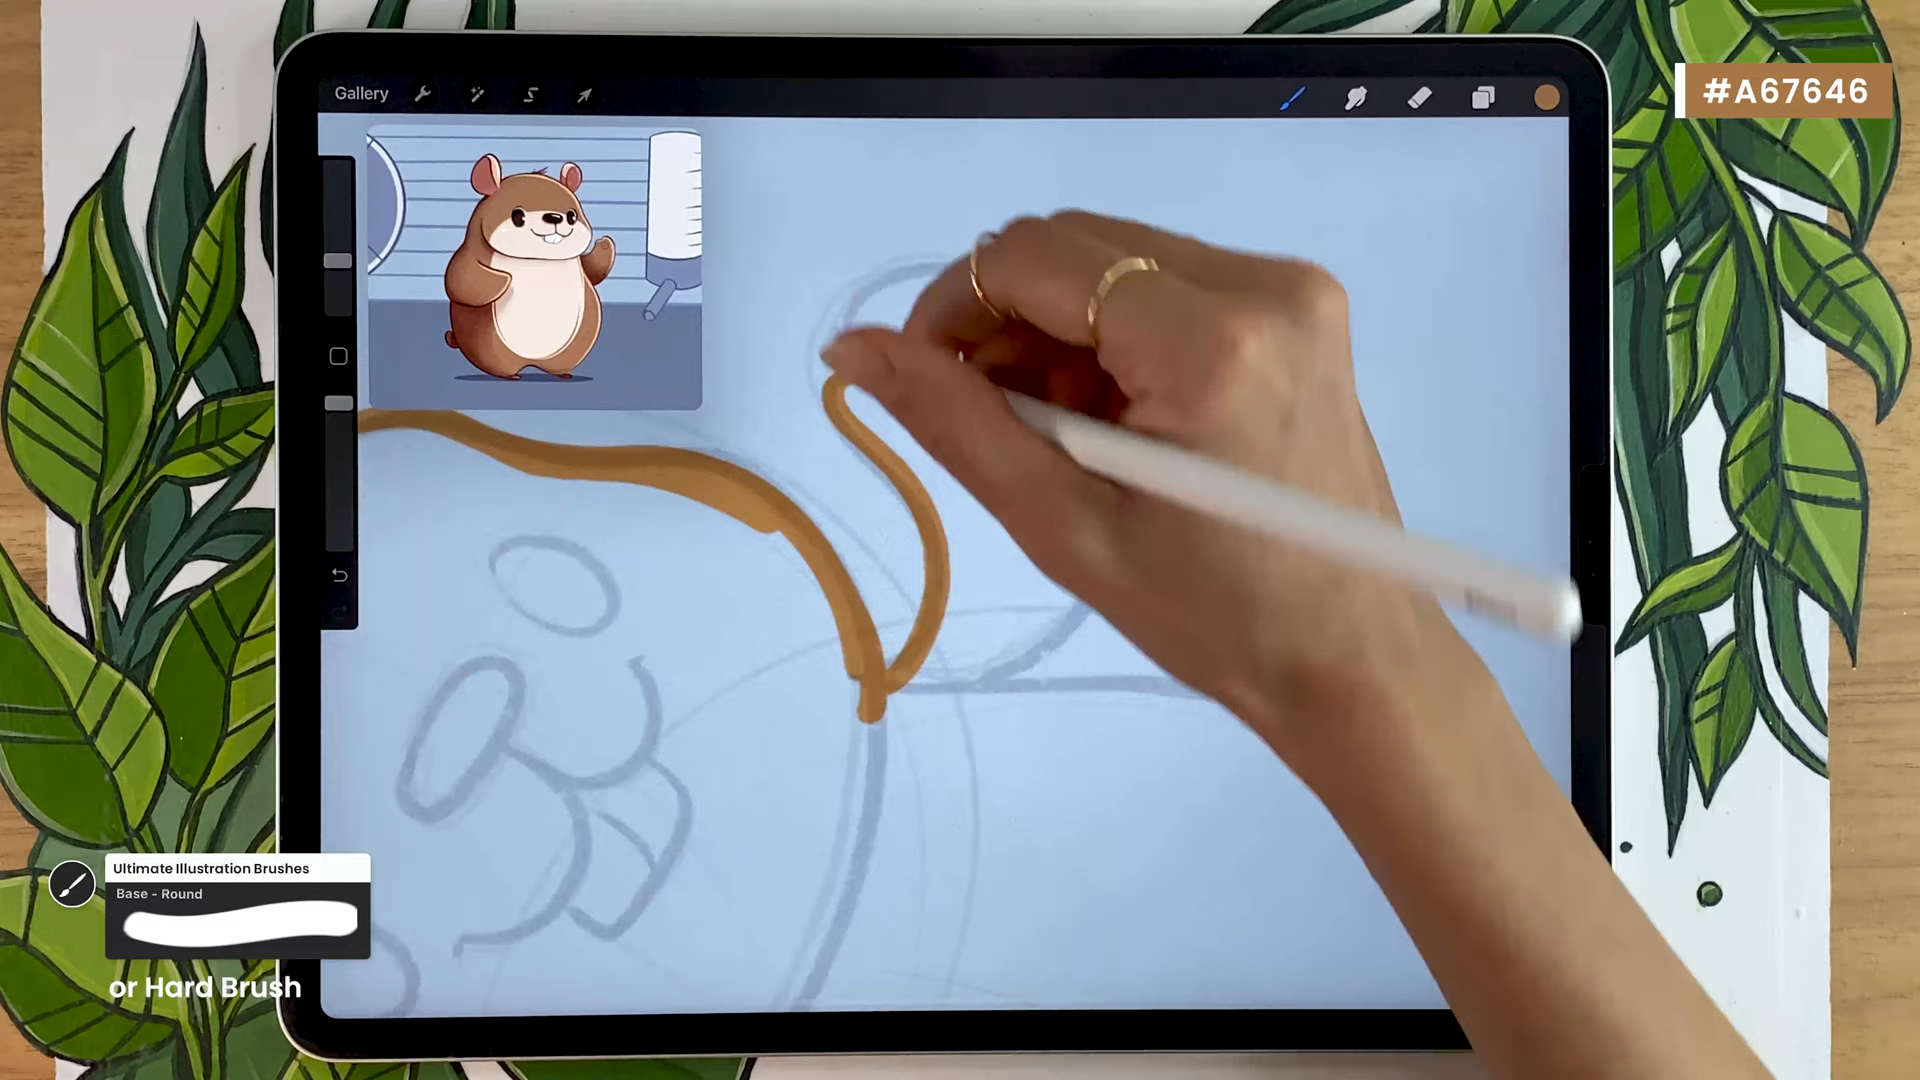 Gallery
#A67646
Ultimate Illustration Brushes
Base - Round
or Hard Brush